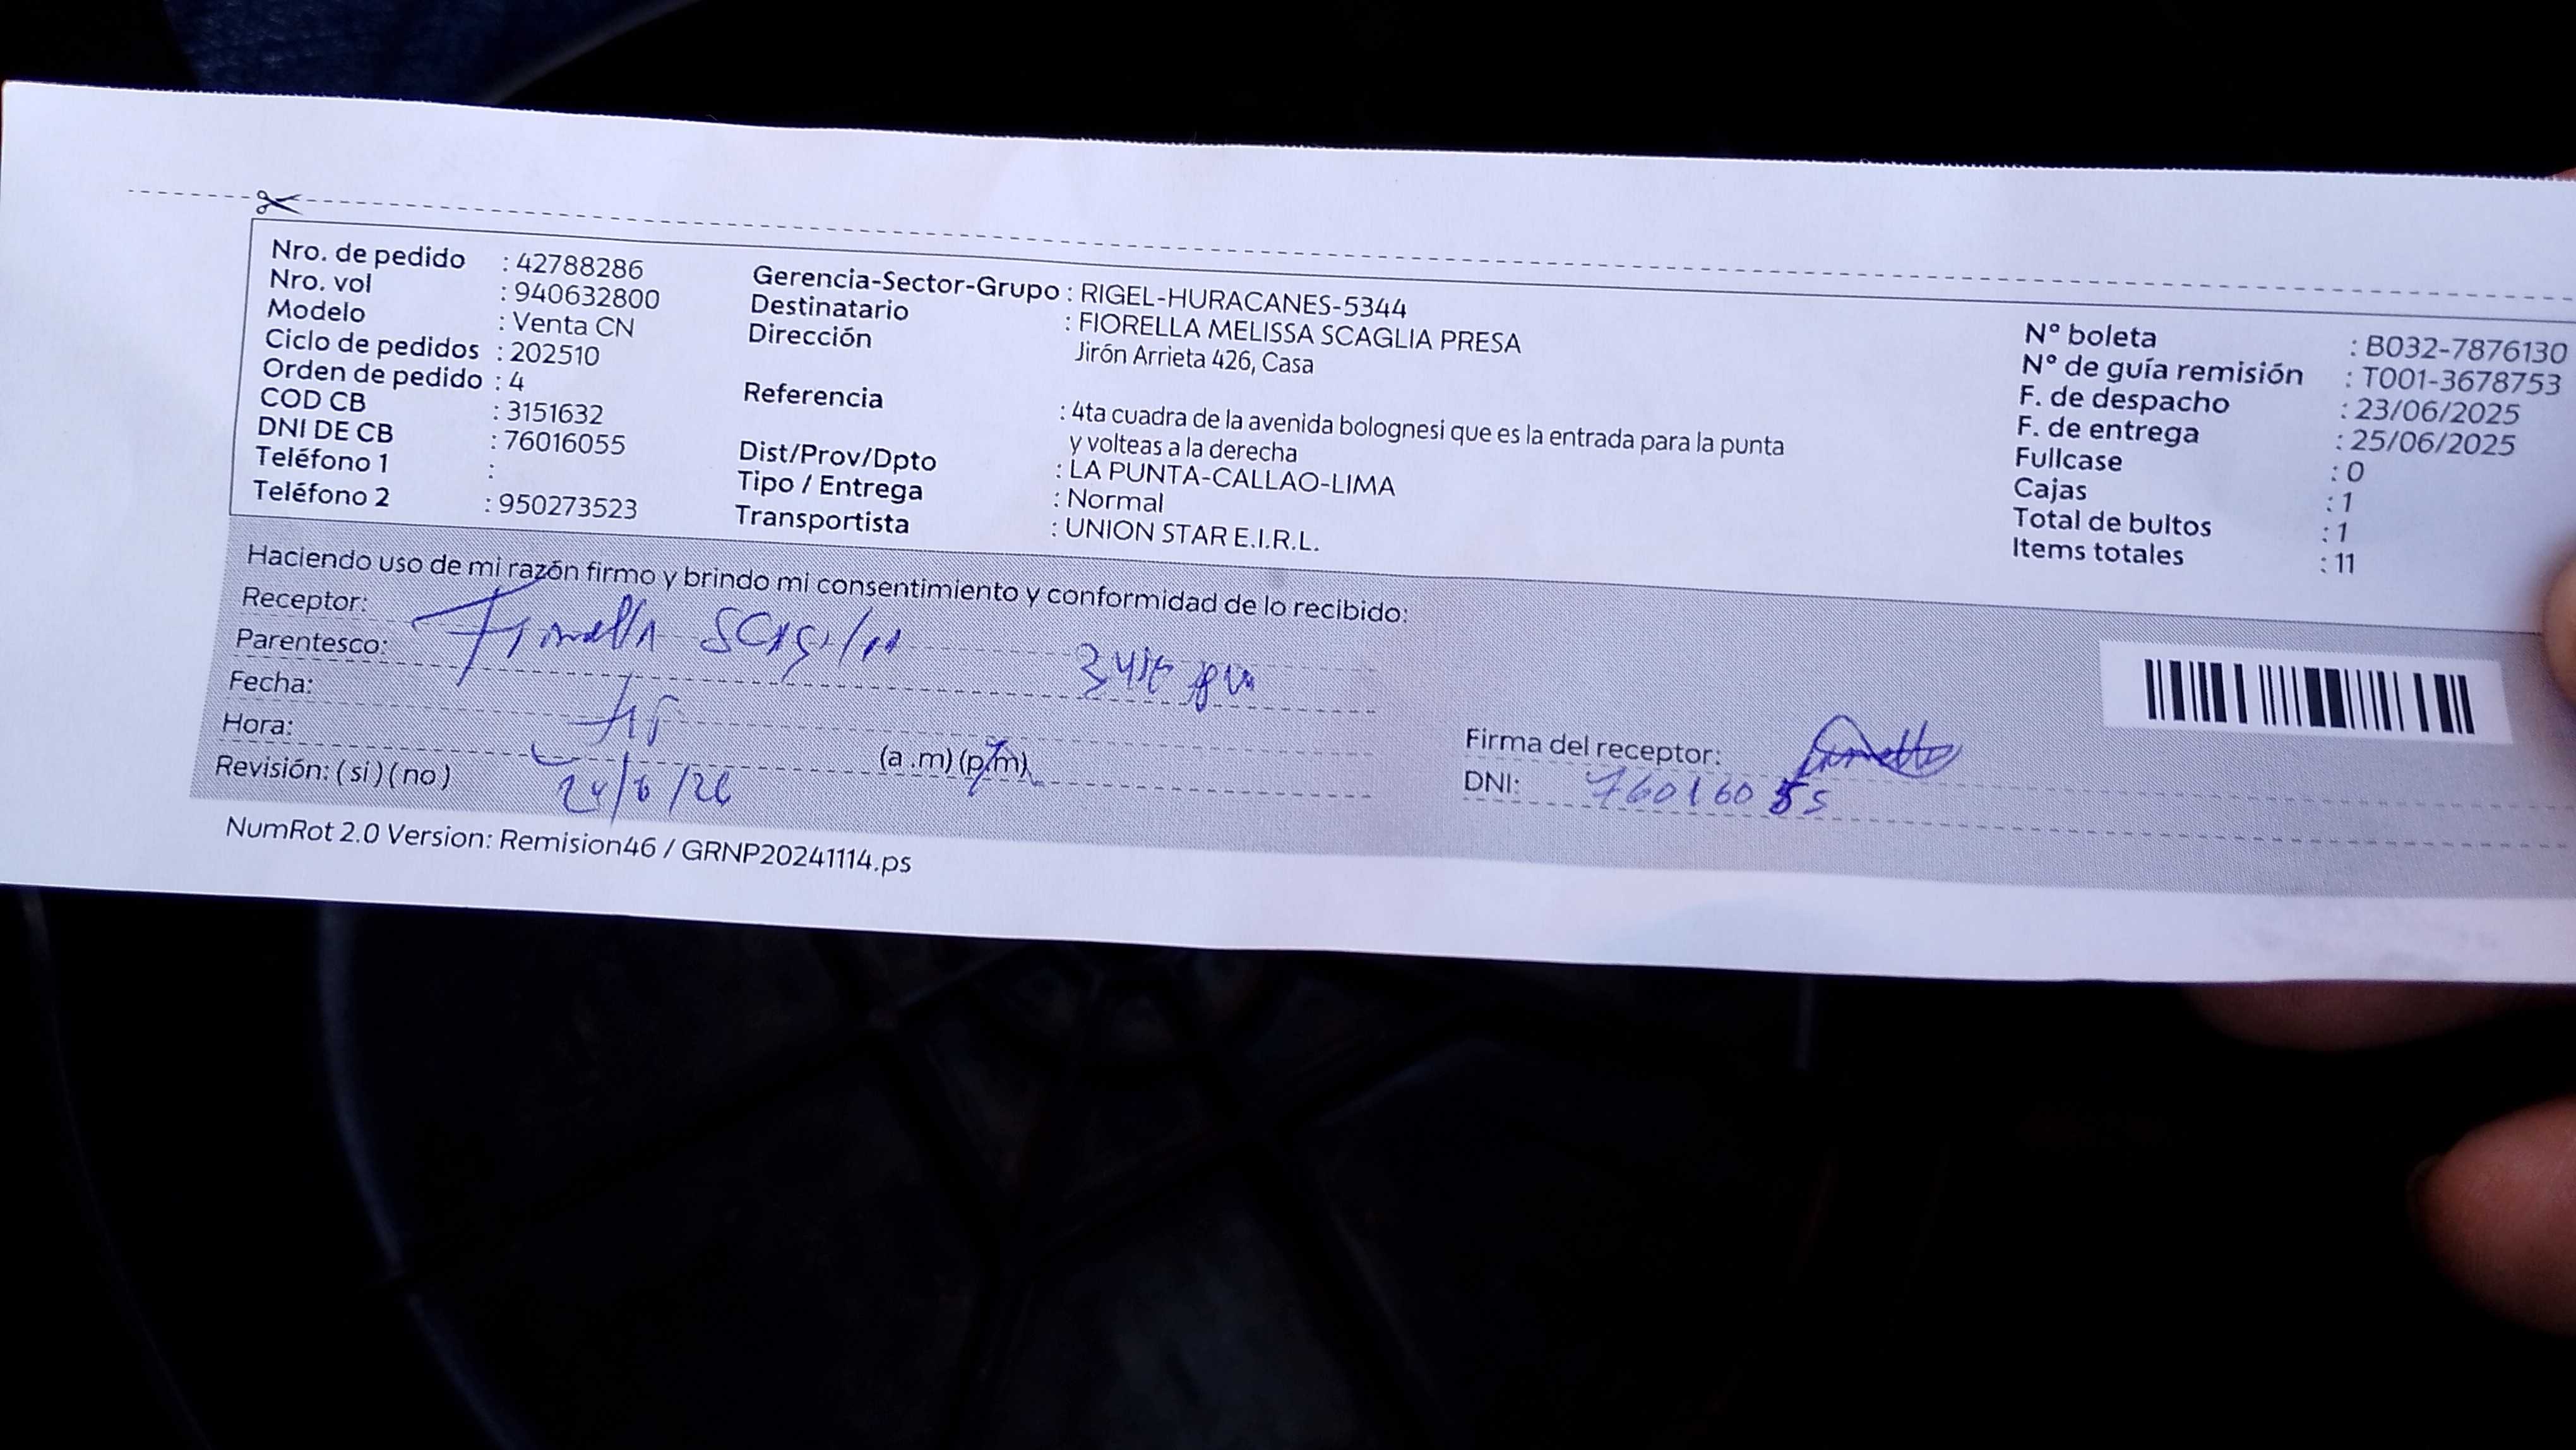 Nro. de pedido : 42788286
Nro. vol : 940632800
Modelo : Venta CN
Ciclo de pedidos : 202510
Orden de pedido : 4
COD CB : 3151632
DNI DE CB : 76016055
Teléfono 1 :
Teléfono 2 : 950273523
Gerencia-Sector-Grupo : RIGEL-HURACANES-5344
Destinatario : FIORELLA MELISSA SCAGLIA PRESA
Dirección Jirón Arrieta 426, Casa
Referencia : 4ta cuadra de la avenida bolognesi que es la entrada para la punta
y volteas a la derecha
Dist/Prov/Dpto : LA PUNTA-CALLAO-LIMA
Tipo / Entrega : Normal
Transportista : UNION STAR E.I.R.L.
Nº boleta : B032-7876130
Nº de guía remisión : T001-3678753
F. de despacho : 23/06/2025
F. de entrega : 25/06/2025
Fullcase : 0
Cajas : 1
Total de bultos : 1
Items totales : 11
Haciendo uso de mi razón firmo y brindo mi consentimiento y conformidad de lo recibido:
Receptor: Fiorella Scaglia
Parentesco:
Fecha:
Hora: (a .m) (p.m)
Revisión: ( si ) ( no )
Firma del receptor:
DNI: 76016055
NumRot 2.0 Version: Remision46 / GRNP20241114.ps